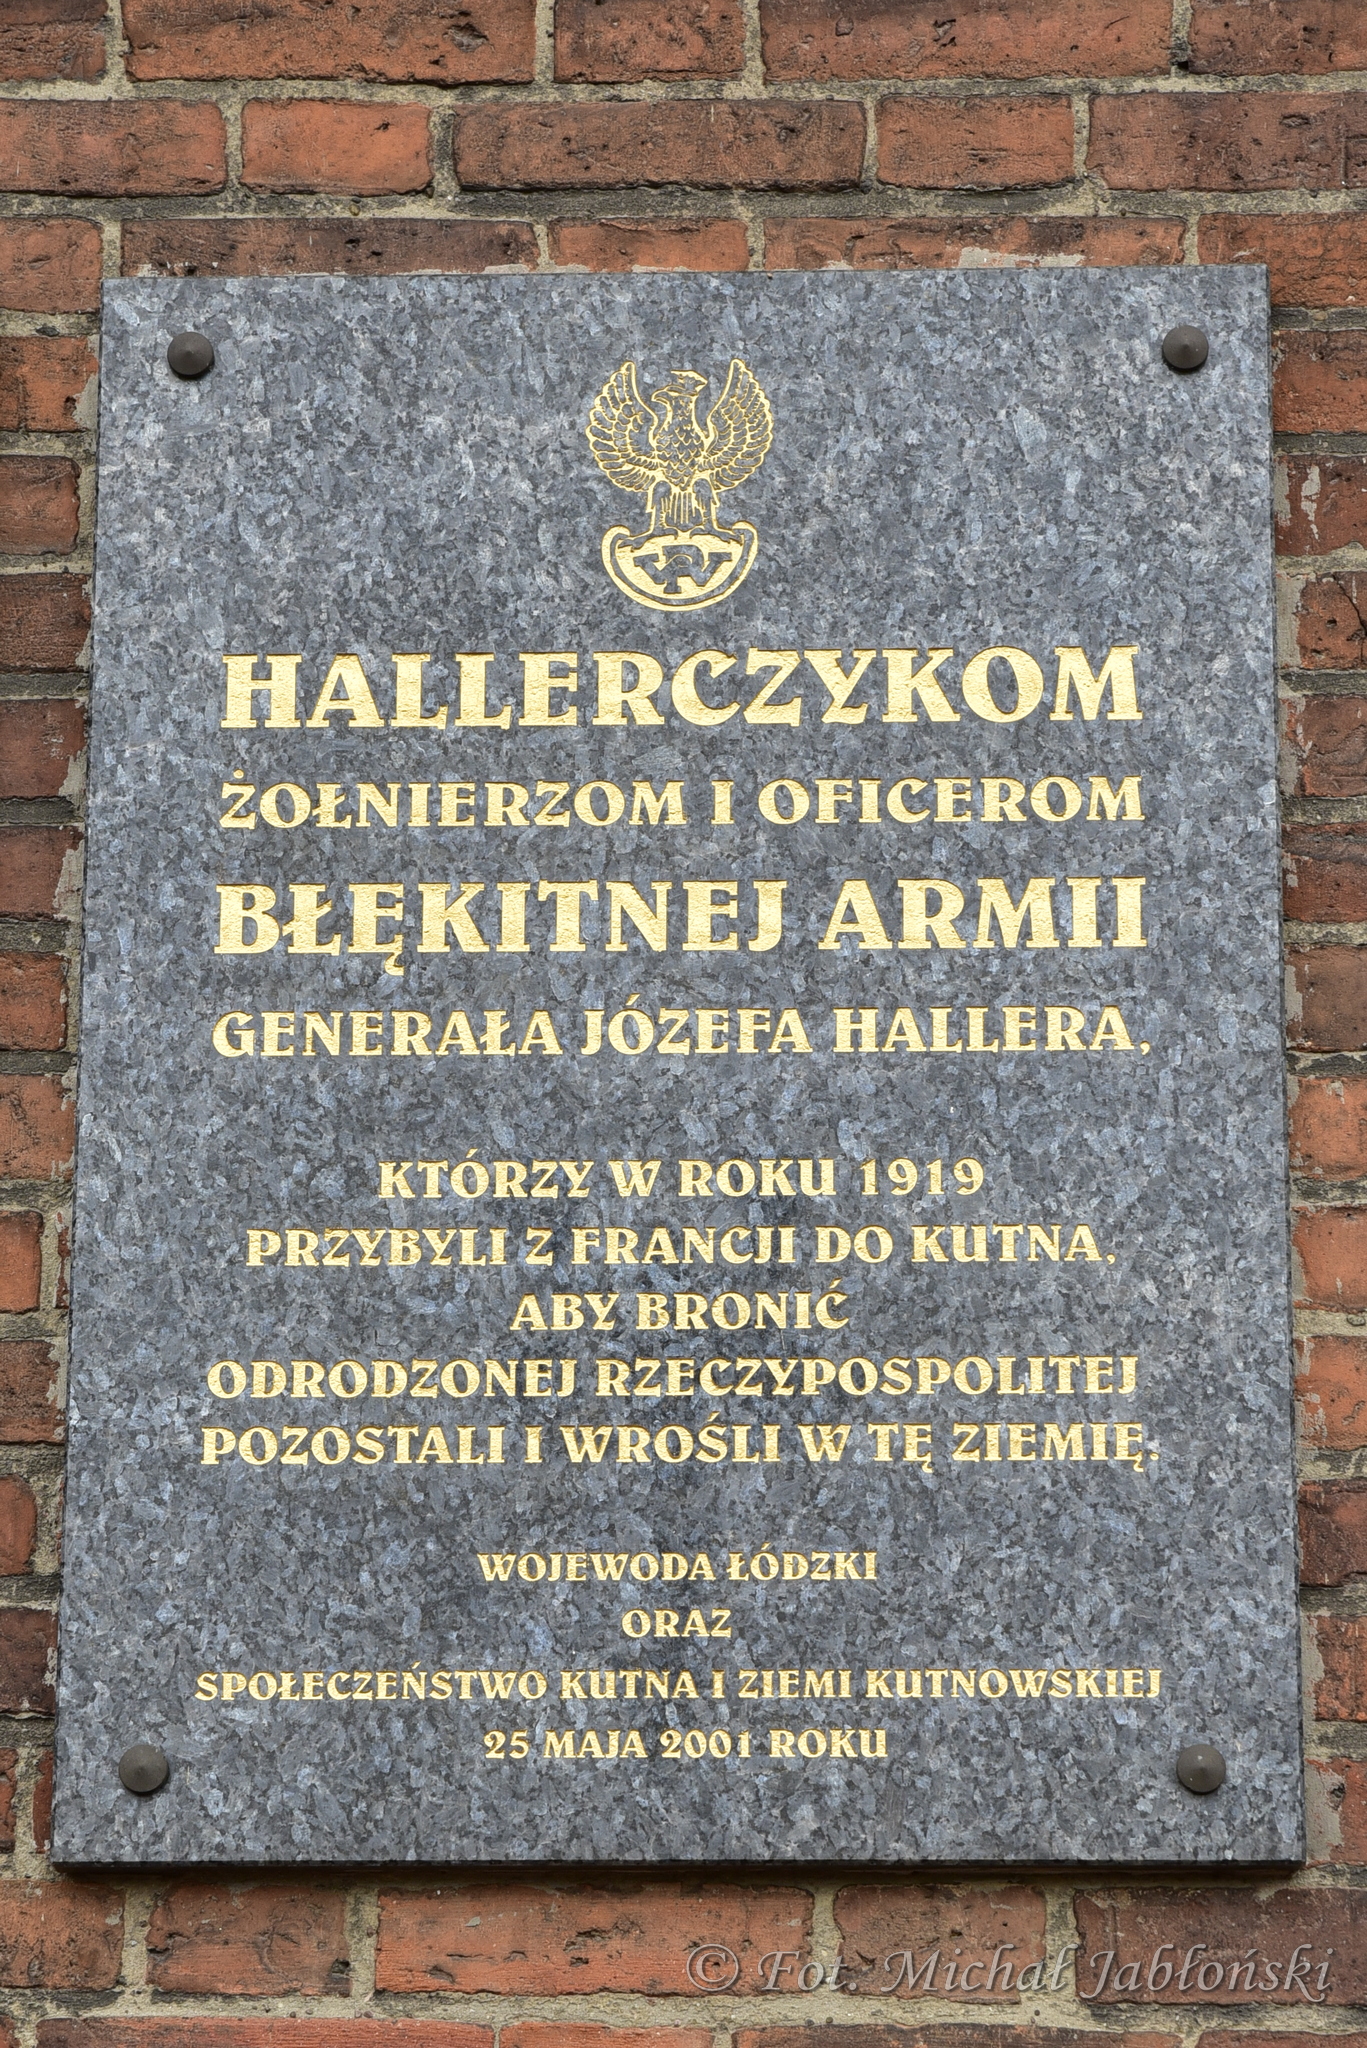 HALLERCZYKOM
ŻOŁNIERZOM I OFICEROM
BŁĘKITNEJ ARMII
GENERAŁA JÓZEFA HALLERA,
KTÓRZY W ROKU 1919
PRZYBYLI Z FRANCJI DO KUTNA,
ABY BRONIĆ
ODRODZONEJ RZECZYPOSPOLITEJ
POZOSTALI I WROŚLI W TĘ ZIEMIĘ.
WOJEWODA ŁÓDZKI
ORAZ
SPOŁECZEŃSTWO KUTNA I ZIEMI KUTNOWSKIEJ
25 MAJA 2001 ROKU
© Fot. Michał Jabłoński